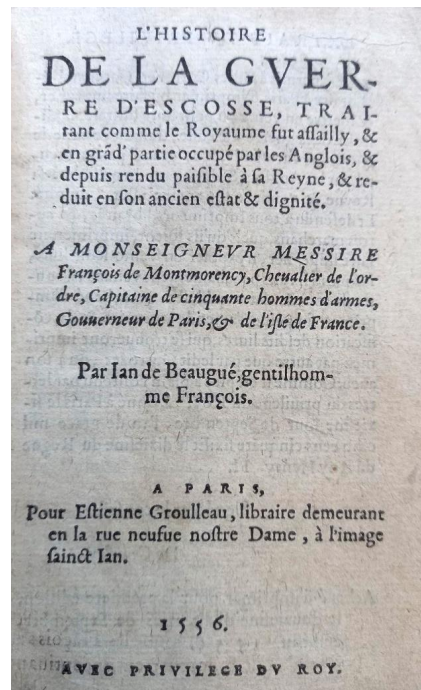 L'HISTOIRE
DE LA GVER-
RE D'ESCOSSE, TRAI-
tant comme le Royaume fut aſſailly, &
en grãd' partie occupé par les Anglois, &
depuis rendu paiſible à ſa Reyne, & re-
duit en ſon ancien eſtat & dignité.
A MONSEIGNEVR MESSIRE
François de Montmorency, Cheualier de l'or-
dre, Capitaine de cinquante hommes d'armes,
Gouuerneur de Paris, & de l'iſle de France.
Par Ian de Beaugué, gentilhom-
me François.
A PARIS,
Pour Eſtienne Groulleau, libraire demeurant
en la rue neufue noſtre Dame, à l'image
ſainct Ian.
1556.
AVEC PRIVILEGE DV ROY.